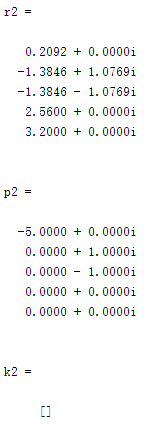 r2 =
0.2092 + 0.0000i
-1.3846 + 1.0769i
-1.3846 - 1.0769i
2.5600 + 0.0000i
3.2000 + 0.0000i
p2 =
-5.0000 + 0.0000i
0.0000 + 1.0000i
0.0000 - 1.0000i
0.0000 + 0.0000i
0.0000 + 0.0000i
k2 =
[]